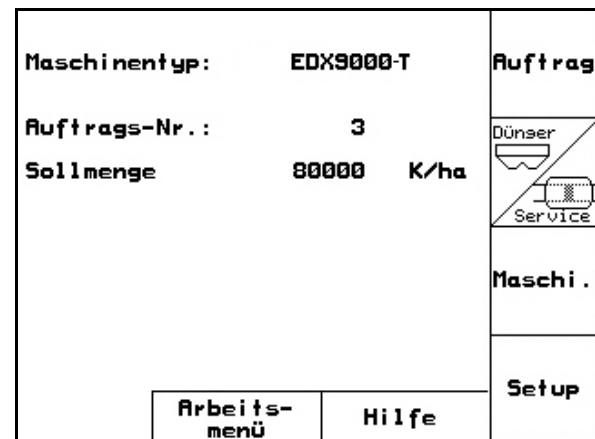 Maschinentyp: EDX9000-T
Auftrags-Nr.: 3
Sollmenge 80000 K/ha
Auftrag
Dünger
Service
Maschi.
Setup
Arbeits-
menü
Hilfe